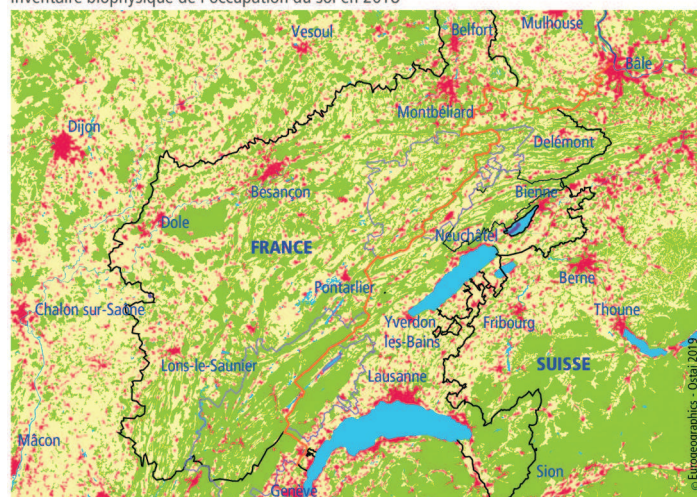 Inventaire biophysique de l'occupation du sol en 2018
Vesoul
Belfort
Mulhouse
Bâle
Montbéliard
Dijon
Delémont
Besançon
Bienne
Dole
FRANCE
Neuchâtel
Berne
Pontarlier
Chalon sur-Saône
Yverdon
les-Bains
Fribourg
Thoune
Lons-le-Saunier
SUISSE
Lausanne
Mâcon
Sion
Genève
© Eurogeographics - Ostaj 2019